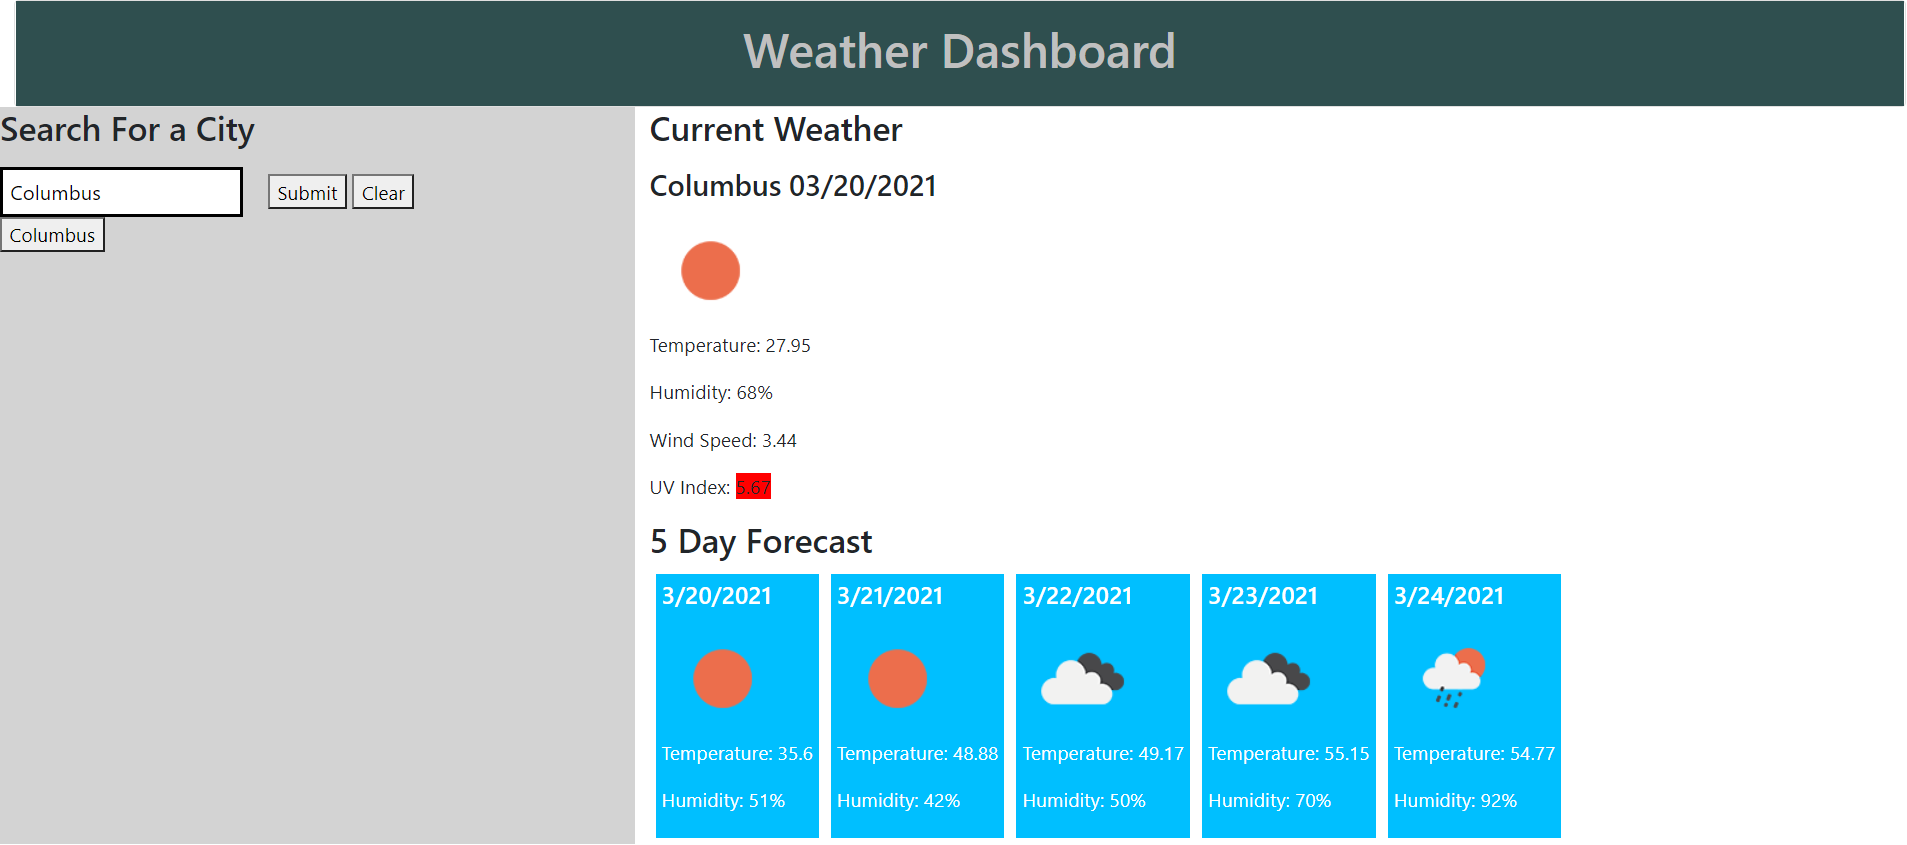 Weather Dashboard
Search For a City
Columbus
Submit
Clear
Columbus
Current Weather
Columbus 03/20/2021
Temperature: 27.95
Humidity: 68%
Wind Speed: 3.44
UV Index: 5.67
5 Day Forecast
3/20/2021
Temperature: 35.6
Humidity: 51%
3/21/2021
Temperature: 48.88
Humidity: 42%
3/22/2021
Temperature: 49.17
Humidity: 50%
3/23/2021
Temperature: 55.15
Humidity: 70%
3/24/2021
Temperature: 54.77
Humidity: 92%